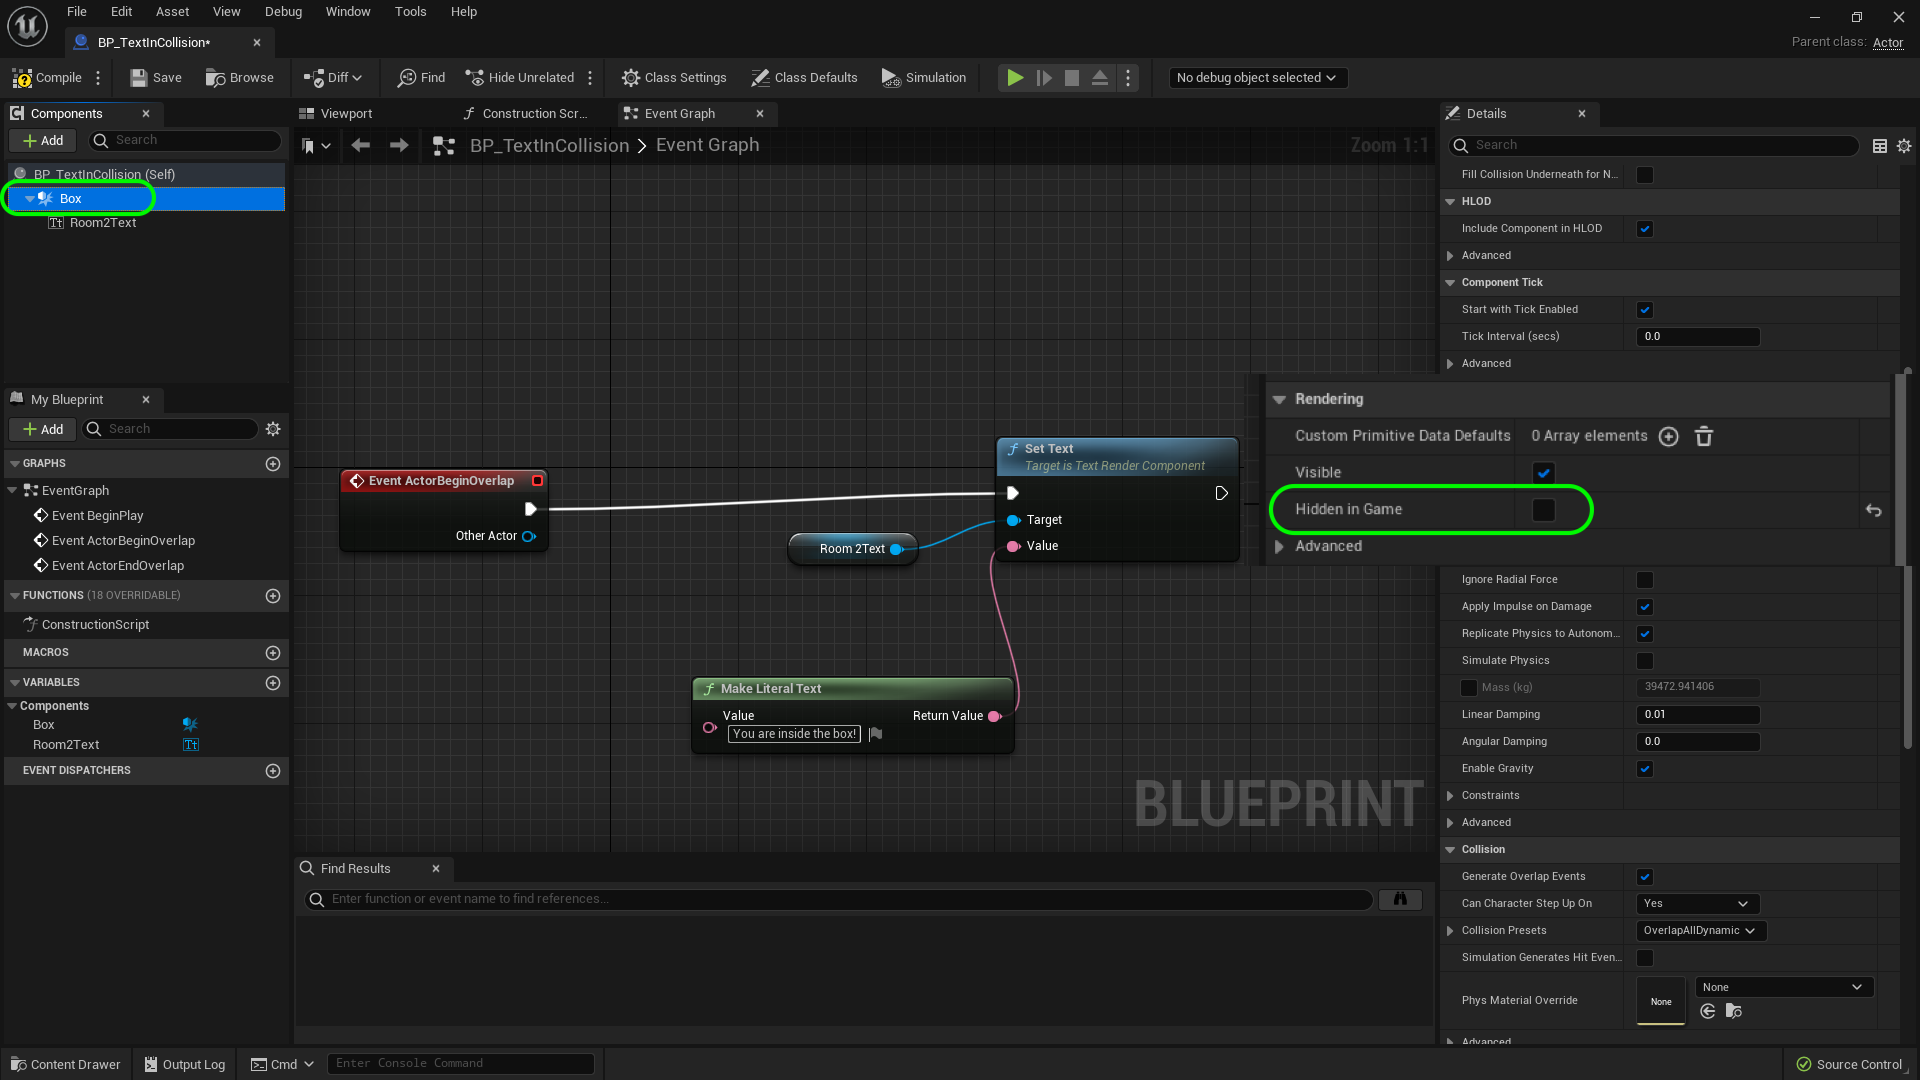 File Edit Asset View Debug Window Tools Help
BP_TextInCollision*
Parent class: Actor
Compile Save Browse Diff Find Hide Unrelated Class Settings Class Defaults Simulation No debug object selected
Components
Add Search
BP_TextInCollision (Self)
Box
Room2Text
My Blueprint
Add Search
GRAPHS
EventGraph
Event BeginPlay
Event ActorBeginOverlap
Event ActorEndOverlap
FUNCTIONS (18 OVERRIDABLE)
ConstructionScript
MACROS
VARIABLES
Components
Box
Room2Text
EVENT DISPATCHERS
Viewport Construction Scr... Event Graph
BP_TextInCollision > Event Graph Zoom 1:1
Event ActorBeginOverlap
Other Actor
Room 2Text
Set Text
Target is Text Render Component
Target
Value
Make Literal Text
Value Return Value
You are inside the box!
BLUEPRINT
Find Results
Enter function or event name to find references...
Details
Search
Fill Collision Underneath for N...
HLOD
Include Component in HLOD
Advanced
Component Tick
Start with Tick Enabled
Tick Interval (secs) 0.0
Advanced
Rendering
Custom Primitive Data Defaults 0 Array elements
Visible
Hidden in Game
Advanced
Ignore Radial Force
Apply Impulse on Damage
Replicate Physics to Autonom...
Simulate Physics
Mass (kg) 39472.941406
Linear Damping 0.01
Angular Damping 0.0
Enable Gravity
Constraints
Advanced
Collision
Generate Overlap Events
Can Character Step Up On Yes
Collision Presets OverlapAllDynamic
Simulation Generates Hit Even...
Phys Material Override None None
Advanced
Content Drawer Output Log Cmd Enter Console Command Source Control